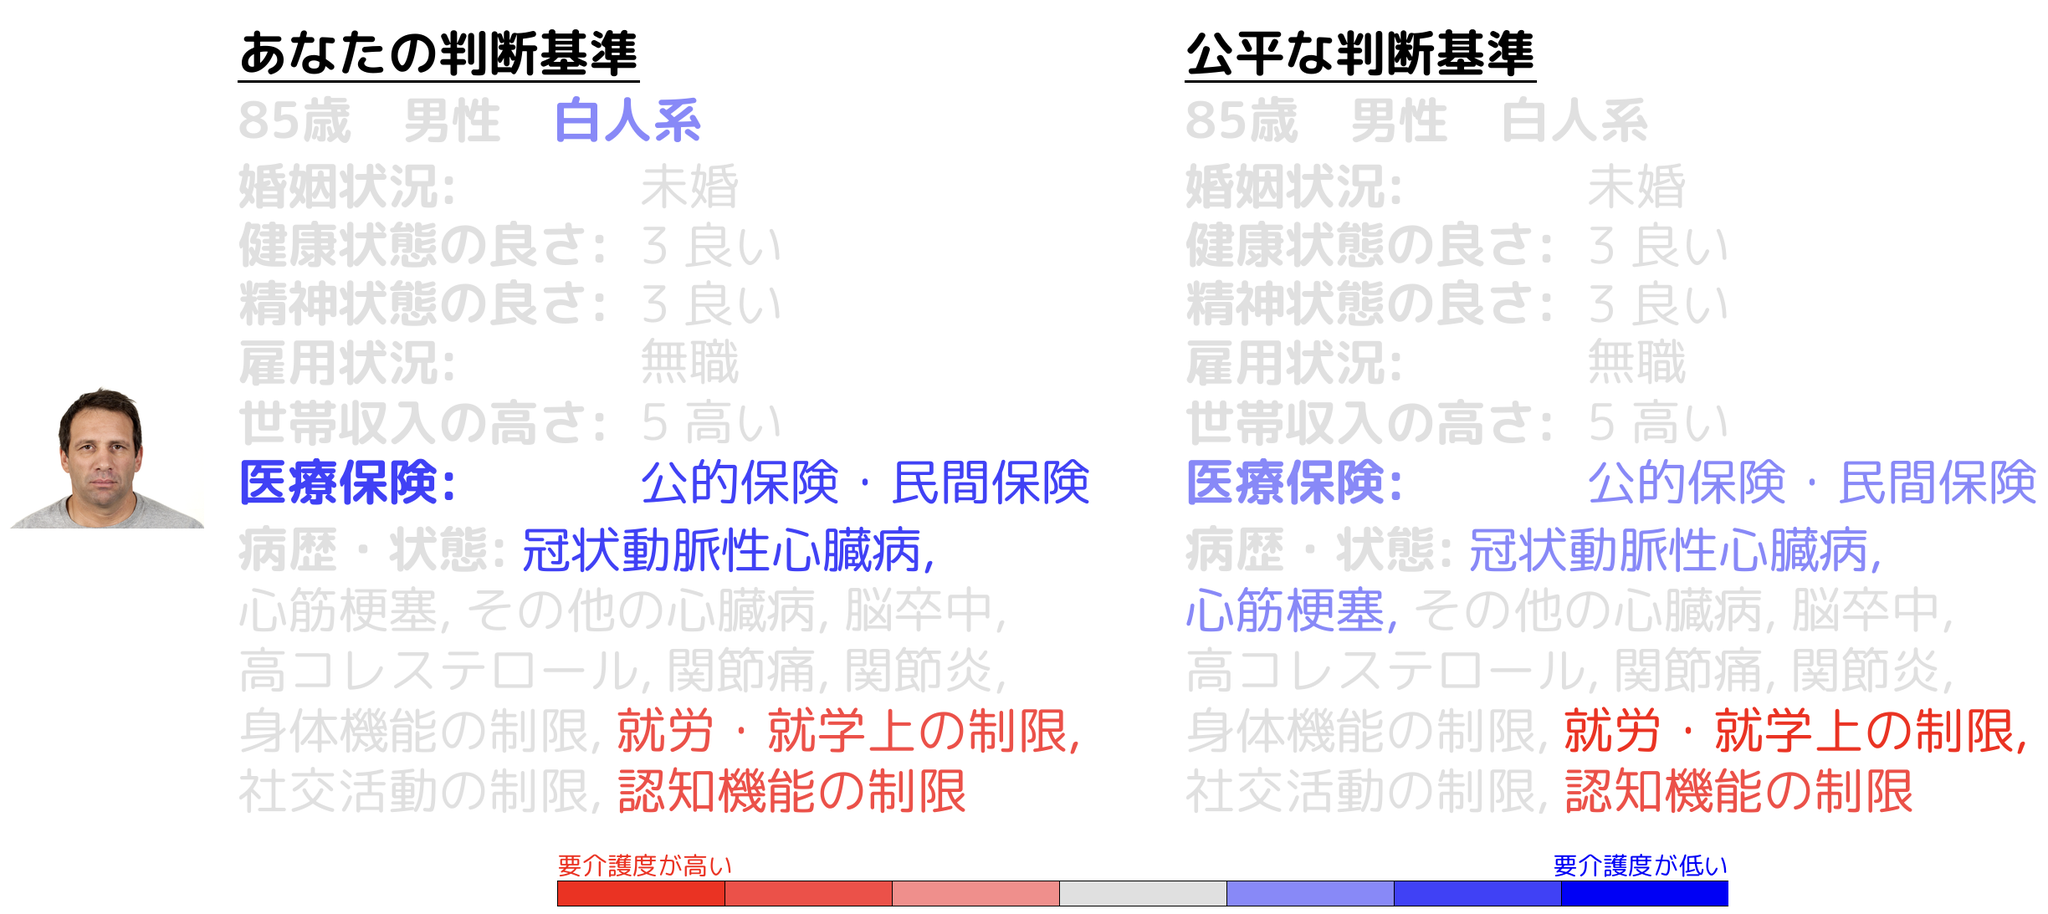 あなたの判断基準
85歳 男性 白人系
婚姻状況: 未婚
健康状態の良さ: 3 良い
精神状態の良さ: 3 良い
雇用状況: 無職
世帯収入の高さ: 5 高い
医療保険: 公的保険・民間保険
病歴・状態: 冠状動脈性心臓病,
心筋梗塞, その他の心臓病, 脳卒中,
高コレステロール, 関節痛, 関節炎,
身体機能の制限, 就労・就学上の制限,
社交活動の制限, 認知機能の制限
公平な判断基準
85歳 男性 白人系
婚姻状況: 未婚
健康状態の良さ: 3 良い
精神状態の良さ: 3 良い
雇用状況: 無職
世帯収入の高さ: 5 高い
医療保険: 公的保険・民間保険
病歴・状態: 冠状動脈性心臓病,
心筋梗塞, その他の心臓病, 脳卒中,
高コレステロール, 関節痛, 関節炎,
身体機能の制限, 就労・就学上の制限,
社交活動の制限, 認知機能の制限
要介護度が高い
要介護度が低い